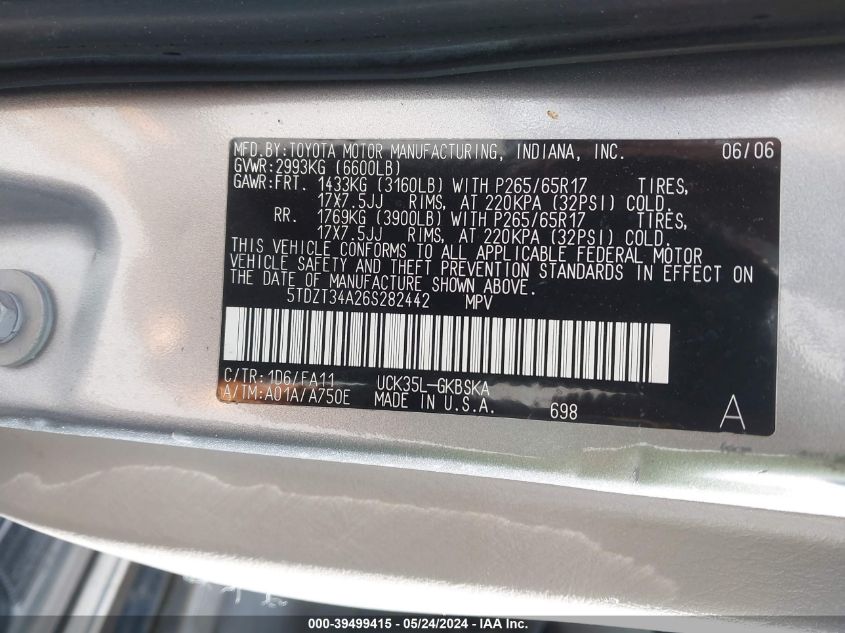 MFD.BY:TOYOTA MOTOR MANUFACTURING, INDIANA, INC. 06/06
GVWR:2993KG (6600LB)
GAWR:FRT. 1433KG (3160LB) WITH P265/65R17 TIRES,
17X7.5JJ RIMS, AT 220KPA (32PSI) COLD.
RR. 1769KG (3900LB) WITH P265/65R17 TIRES,
17X7.5JJ RIMS, AT 220KPA (32PSI) COLD.
THIS VEHICLE CONFORMS TO ALL APPLICABLE FEDERAL MOTOR
VEHICLE SAFETY AND THEFT PREVENTION STANDARDS IN EFFECT ON
THE DATE OF MANUFACTURE SHOWN ABOVE.
5TDZT34A26S282442 MPV
C/TR:1D6/FA11 UCK35L-GKBSKA
A/TM:A01A/A750E MADE IN U.S.A. 698 A
000-39499415 - 05/24/2024 - IAA Inc.